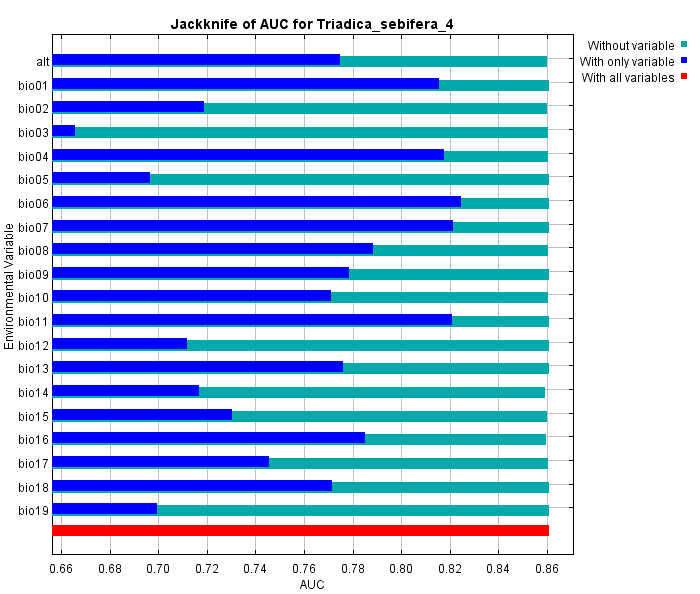 Jackknife of AUC for Triadica_sebifera_4
Without variable
With only variable
With all variables
Environmental Variable
alt
bio01
bio02
bio03
bio04
bio05
bio06
bio07
bio08
bio09
bio10
bio11
bio12
bio13
bio14
bio15
bio16
bio17
bio18
bio19
0.66 0.68 0.70 0.72 0.74 0.76 0.78 0.80 0.82 0.84 0.86
AUC